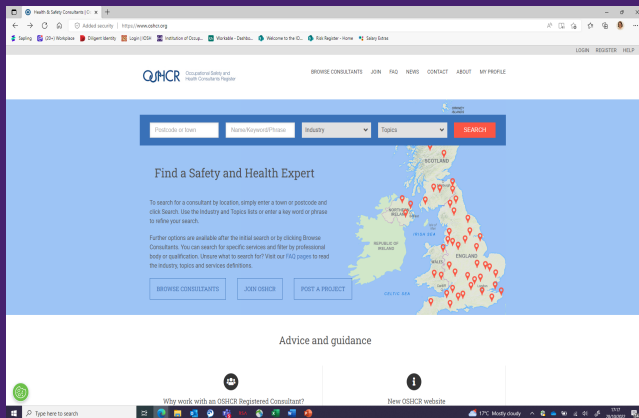 Health & Safety Consultants | O
Added security | https://www.oshcr.org
Sapling (20+) Workplace Diligent Identity Login | IOSH Institution of Occup... Workable - Dashbo... Welcome to the IO... Risk Register - Home Salary Extras
LOGIN REGISTER HELP
OSHCR Occupational Safety and
Health Consultants Register
BROWSE CONSULTANTS JOIN FAQ NEWS CONTACT ABOUT MY PROFILE
Postcode or town Name/Keyword/Phrase Industry Topics SEARCH
SCOTLAND
Find a Safety and Health Expert
To search for a consultant by location, simply enter a town or postcode and
click Search. Use the Industry and Topics lists or enter a key word or phrase
to refine your search.
NORTHERN
IRELAND
Further options are available after the initial search or by clicking Browse
Consultants. You can search for specific services and filter by professional
body or qualification. Unsure what to search for? Visit our FAQ pages to read
the industry, topics and services definitions.
IRISH SEA
REPUBLIC OF
IRELAND
ENGLAND
WALES
CELTIC SEA
BROWSE CONSULTANTS JOIN OSHCR POST A PROJECT
Advice and guidance
Why work with an OSHCR Registered Consultant? New OSHCR website
Type here to search
17°C Mostly cloudy
17:17
18/10/2022